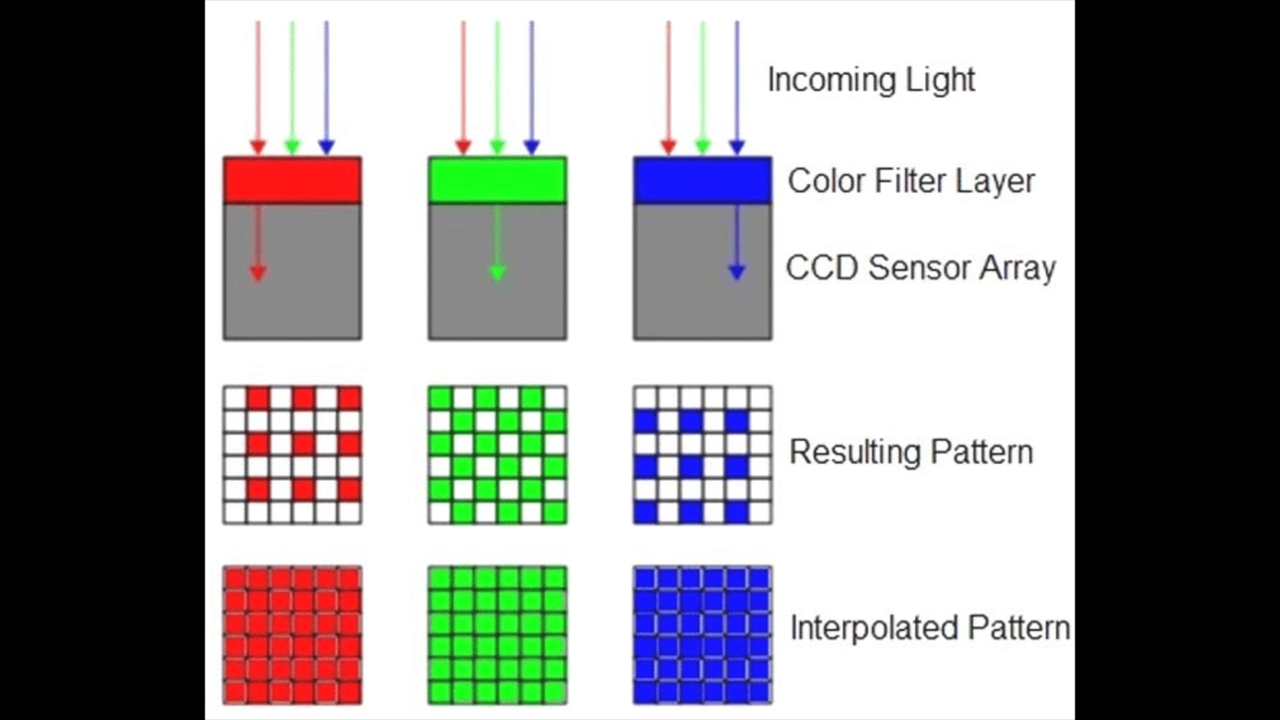 Incoming Light
Color Filter Layer
CCD Sensor Array
Resulting Pattern
Interpolated Pattern